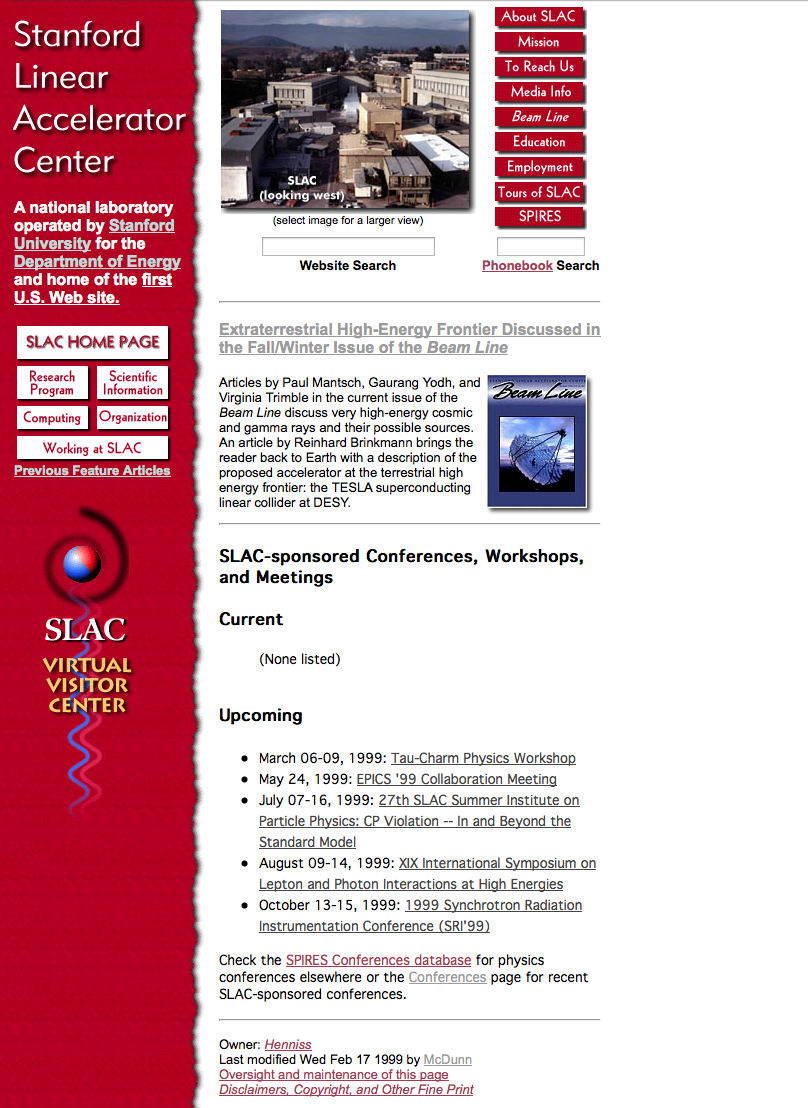 Stanford
Linear
Accelerator
Center
A national laboratory
operated by Stanford
University for the
Department of Energy
and home of the first
U.S. Web site.
SLAC HOME PAGE
Research
Program
Scientific
Information
Computing
Organization
Working at SLAC
Previous Feature Articles
SLAC
VIRTUAL
VISITOR
CENTER
SLAC
(looking west)
(select image for a larger view)
Website Search
About SLAC
Mission
To Reach Us
Media Info
Beam Line
Education
Employment
Tours of SLAC
SPIRES
Phonebook Search
Extraterrestrial High-Energy Frontier Discussed in
the Fall/Winter Issue of the Beam Line
Articles by Paul Mantsch, Gaurang Yodh, and
Virginia Trimble in the current issue of the
Beam Line discuss very high-energy cosmic
and gamma rays and their possible sources.
An article by Reinhard Brinkmann brings the
reader back to Earth with a description of the
proposed accelerator at the terrestrial high
energy frontier: the TESLA superconducting
linear collider at DESY.
Beam Line
SLAC-sponsored Conferences, Workshops,
and Meetings
Current
(None listed)
Upcoming
• March 06-09, 1999: Tau-Charm Physics Workshop
• May 24, 1999: EPICS '99 Collaboration Meeting
• July 07-16, 1999: 27th SLAC Summer Institute on
Particle Physics: CP Violation -- In and Beyond the
Standard Model
• August 09-14, 1999: XIX International Symposium on
Lepton and Photon Interactions at High Energies
• October 13-15, 1999: 1999 Synchrotron Radiation
Instrumentation Conference (SRI'99)
Check the SPIRES Conferences database for physics
conferences elsewhere or the Conferences page for recent
SLAC-sponsored conferences.
Owner: Henniss
Last modified Wed Feb 17 1999 by McDunn
Oversight and maintenance of this page
Disclaimers, Copyright, and Other Fine Print